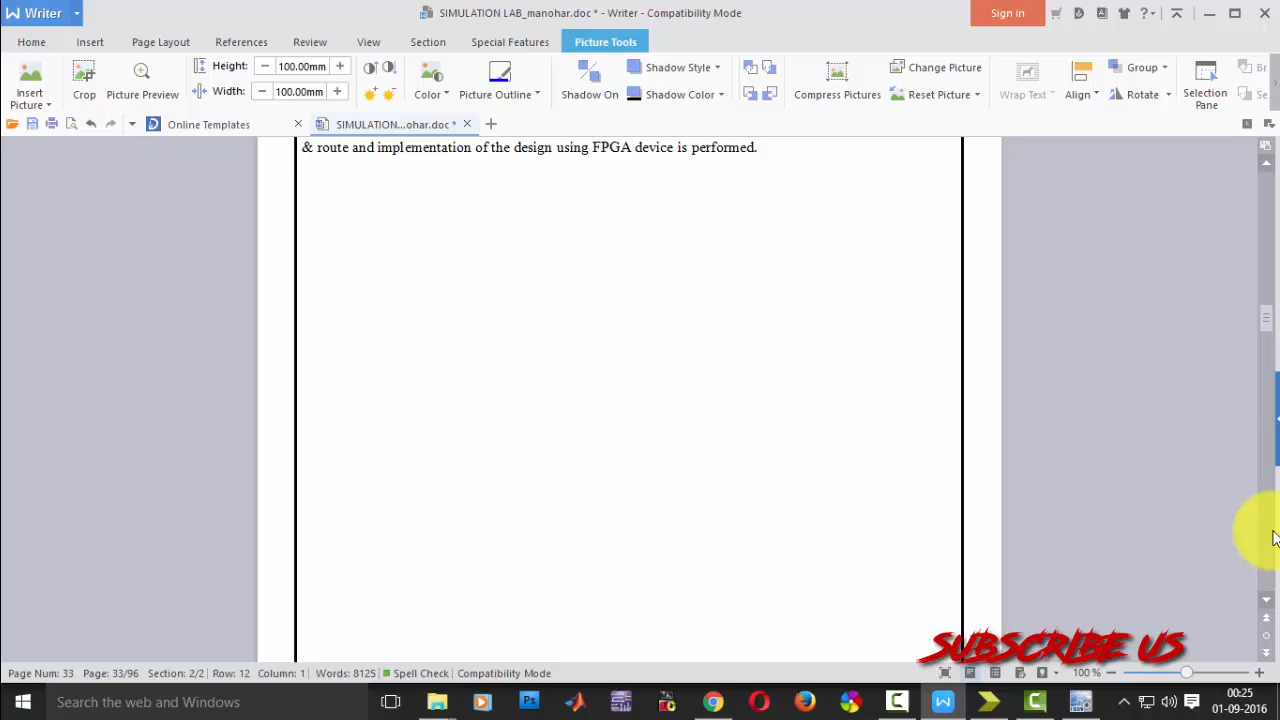 Writer
SIMULATION LAB_manohar.doc * - Writer - Compatibility Mode
Sign in
Home Insert Page Layout References Review View Section Special Features Picture Tools
Insert Picture
Crop
Picture Preview
Height: 100.00mm
Width: 100.00mm
Color
Picture Outline
Shadow On
Shadow Style
Shadow Color
Compress Pictures
Change Picture
Reset Picture
Wrap Text
Align
Group
Rotate
Selection Pane
Br
Se
Online Templates
SIMULATION...ohar.doc *
& route and implementation of the design using FPGA device is performed.
SUBSCRIBE US
Page Num: 33 Page: 33/96 Section: 2/2 Row: 12 Column: 1 Words: 8125 Spell Check Compatibility Mode
100 %
Search the web and Windows
00:25
01-09-2016